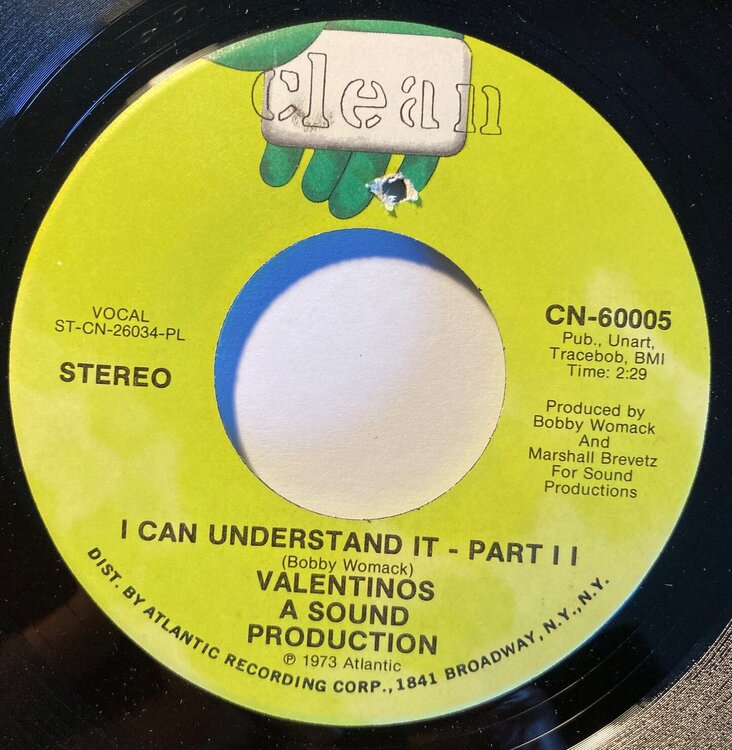 clean
VOCAL
ST-CN-26034-PL
STEREO
CN-60005
Pub., Unart,
Tracebob, BMI
Time: 2:29
Produced by
Bobby Womack
And
Marshall Brevetz
For Sound
Productions
I CAN UNDERSTAND IT - PART I I
(Bobby Womack)
VALENTINOS
A SOUND
PRODUCTION
℗ 1973 Atlantic
DIST. BY ATLANTIC RECORDING CORP., 1841 BROADWAY, N.Y., N.Y.